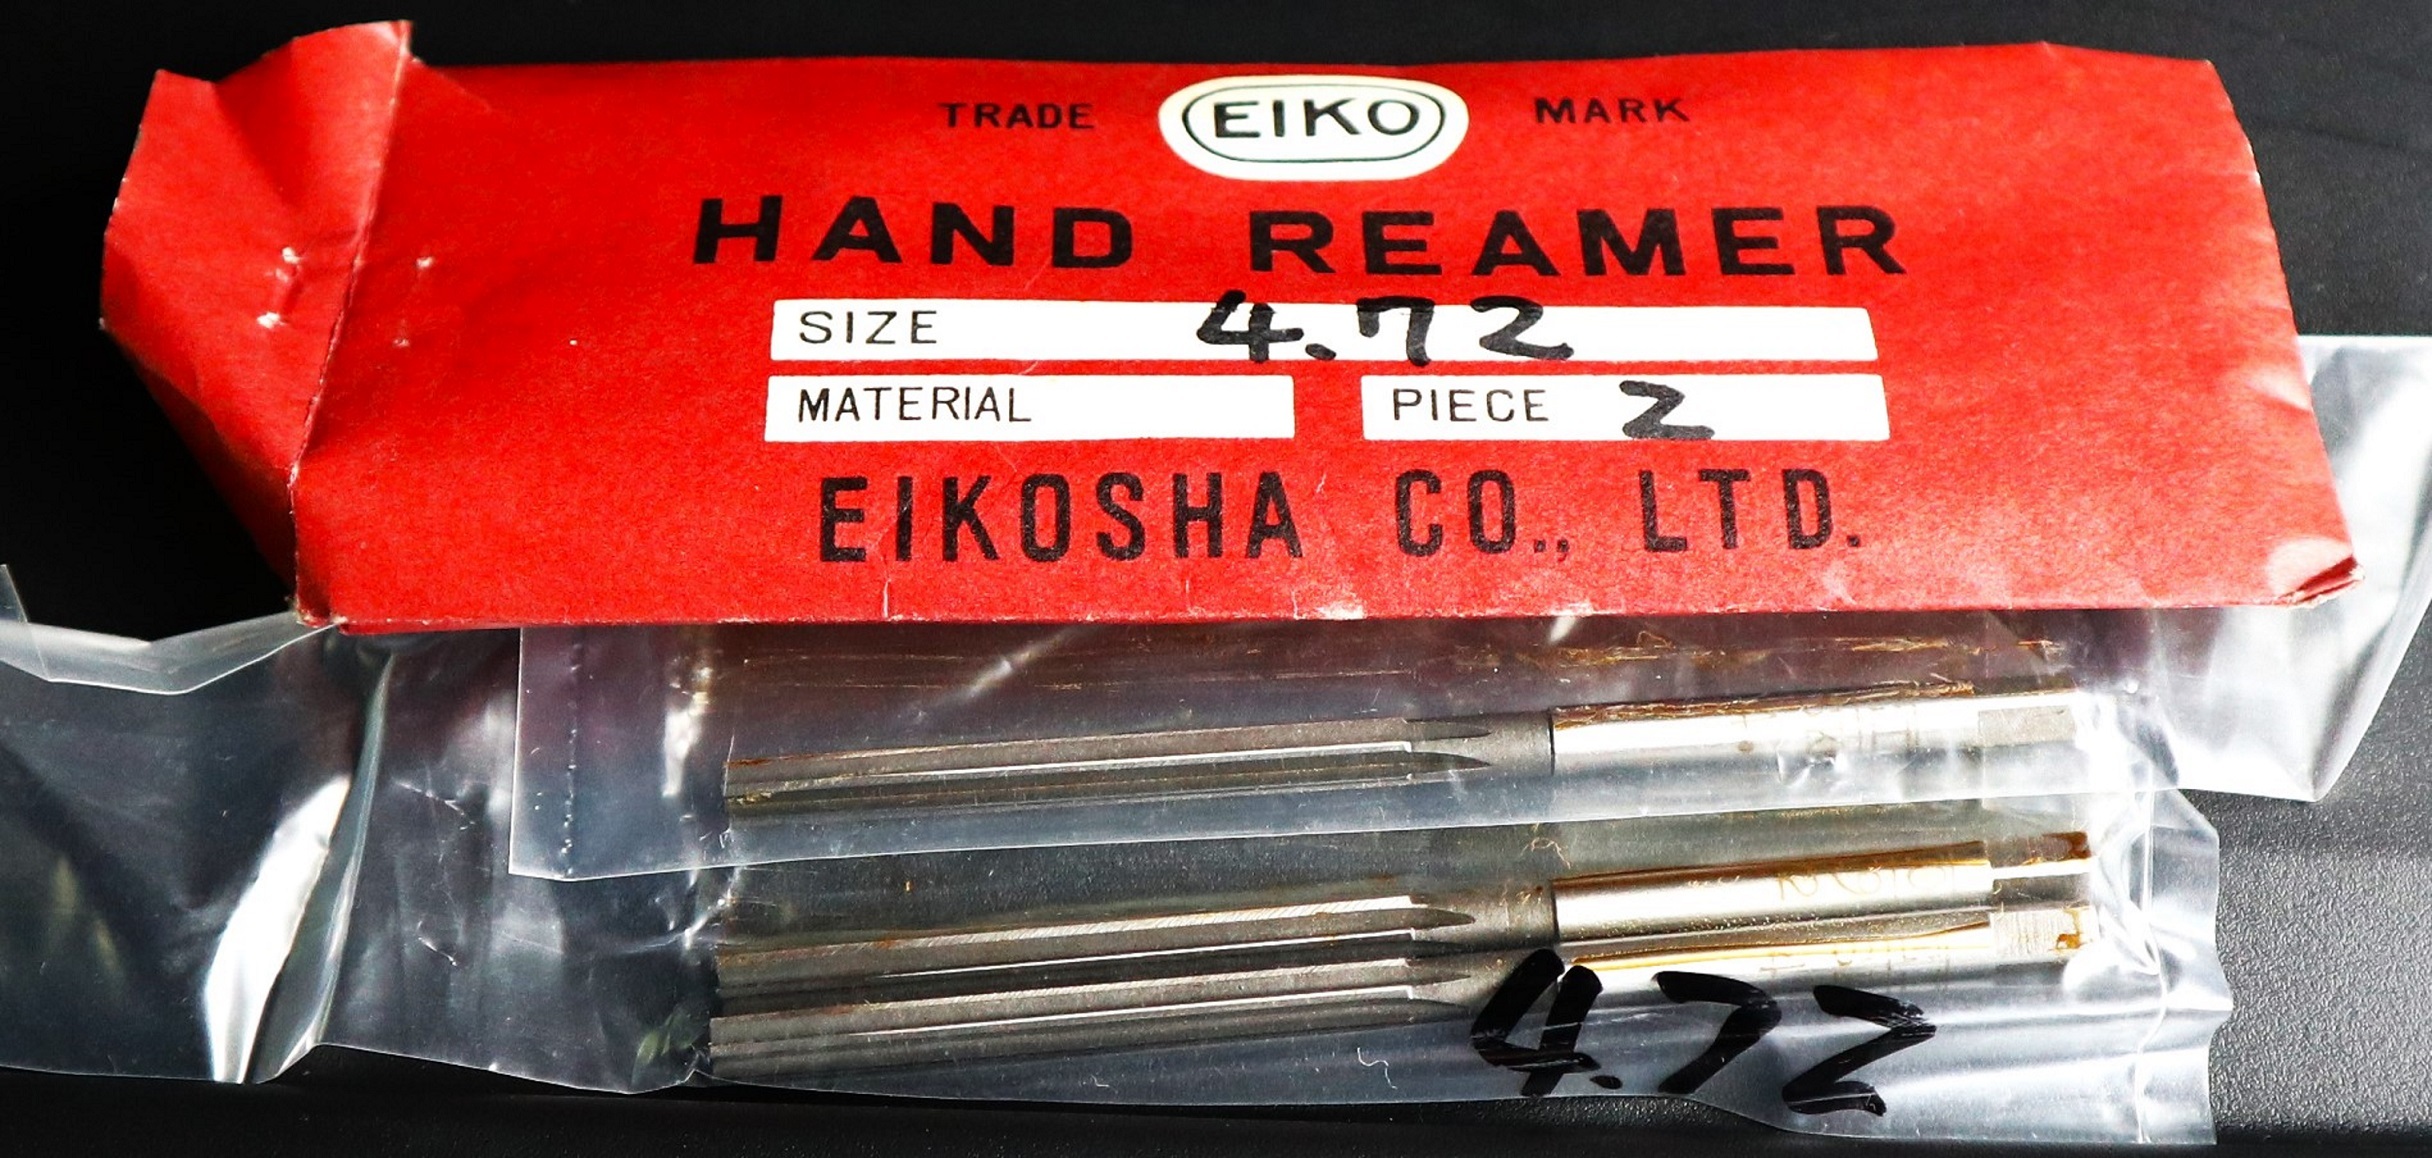 TRADE EIKO MARK
HAND REAMER
SIZE 4.72
MATERIAL PIECE 2
EIKOSHA CO., LTD.
4.72